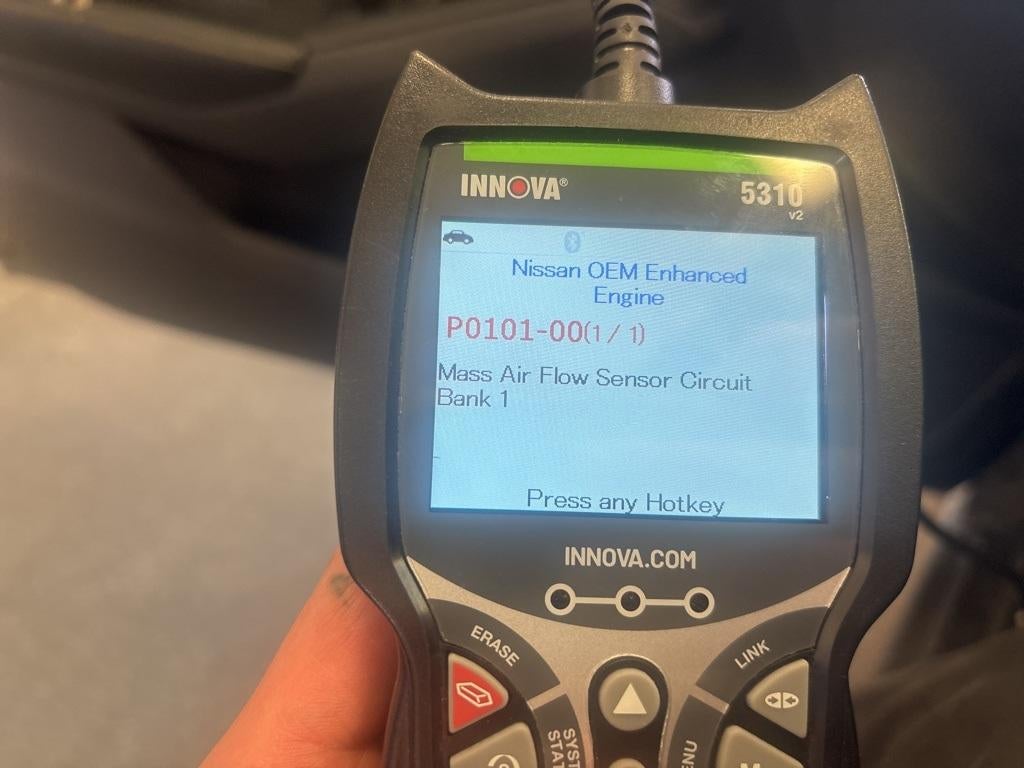 INNOVA®
5310
v2
Nissan OEM Enhanced
Engine
P0101-00(1 / 1)
Mass Air Flow Sensor Circuit
Bank 1
Press any Hotkey
INNOVA.COM
ERASE
LINK